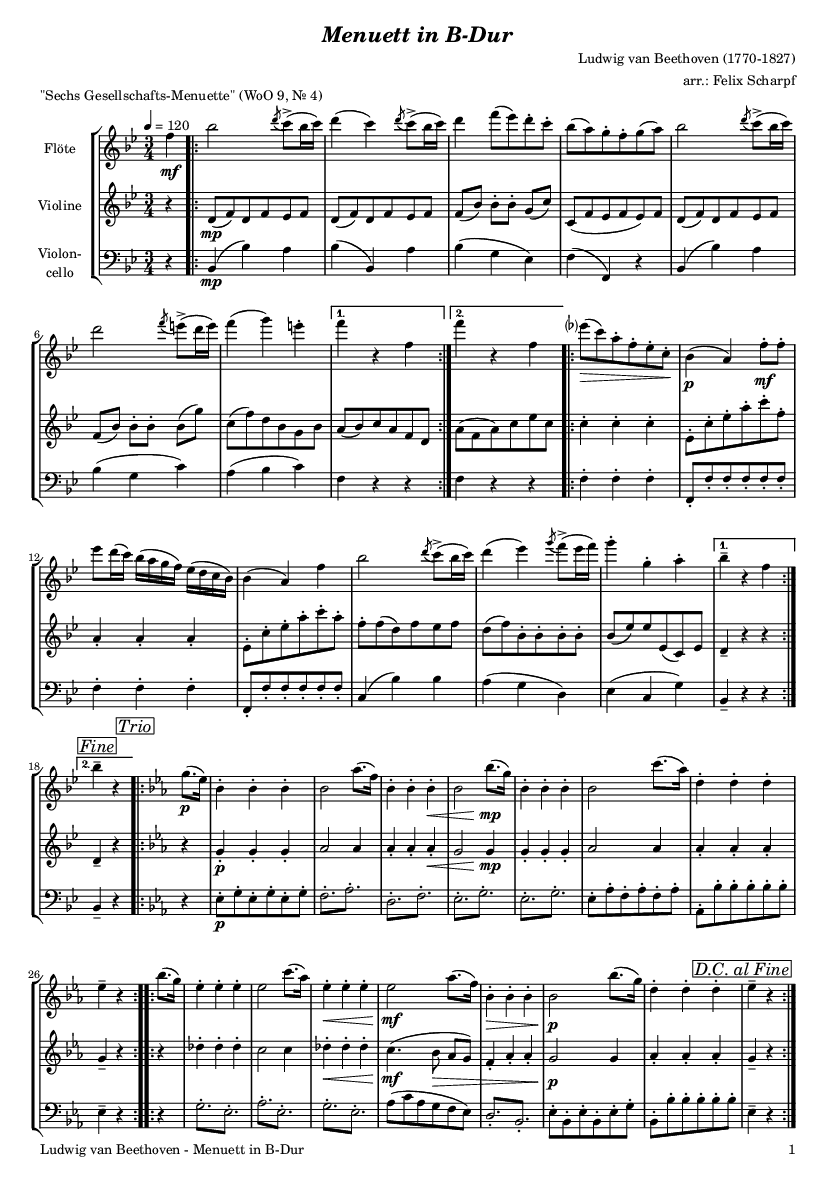 Menuett in B-Dur
Ludwig van Beethoven (1770-1827)
arr.: Felix Scharpf
"Sechs Gesellschafts-Menuette" (WoO 9, № 4)
= 120
Flöte
mf
Violine
mp
Violon-
cello
mp
6
1.
2.
p
mf
12
1.
Fine
Trio
18
2.
p
mp
p
mp
p
26
D.C. al Fine
mf
p
mf
p
Ludwig van Beethoven - Menuett in B-Dur
1